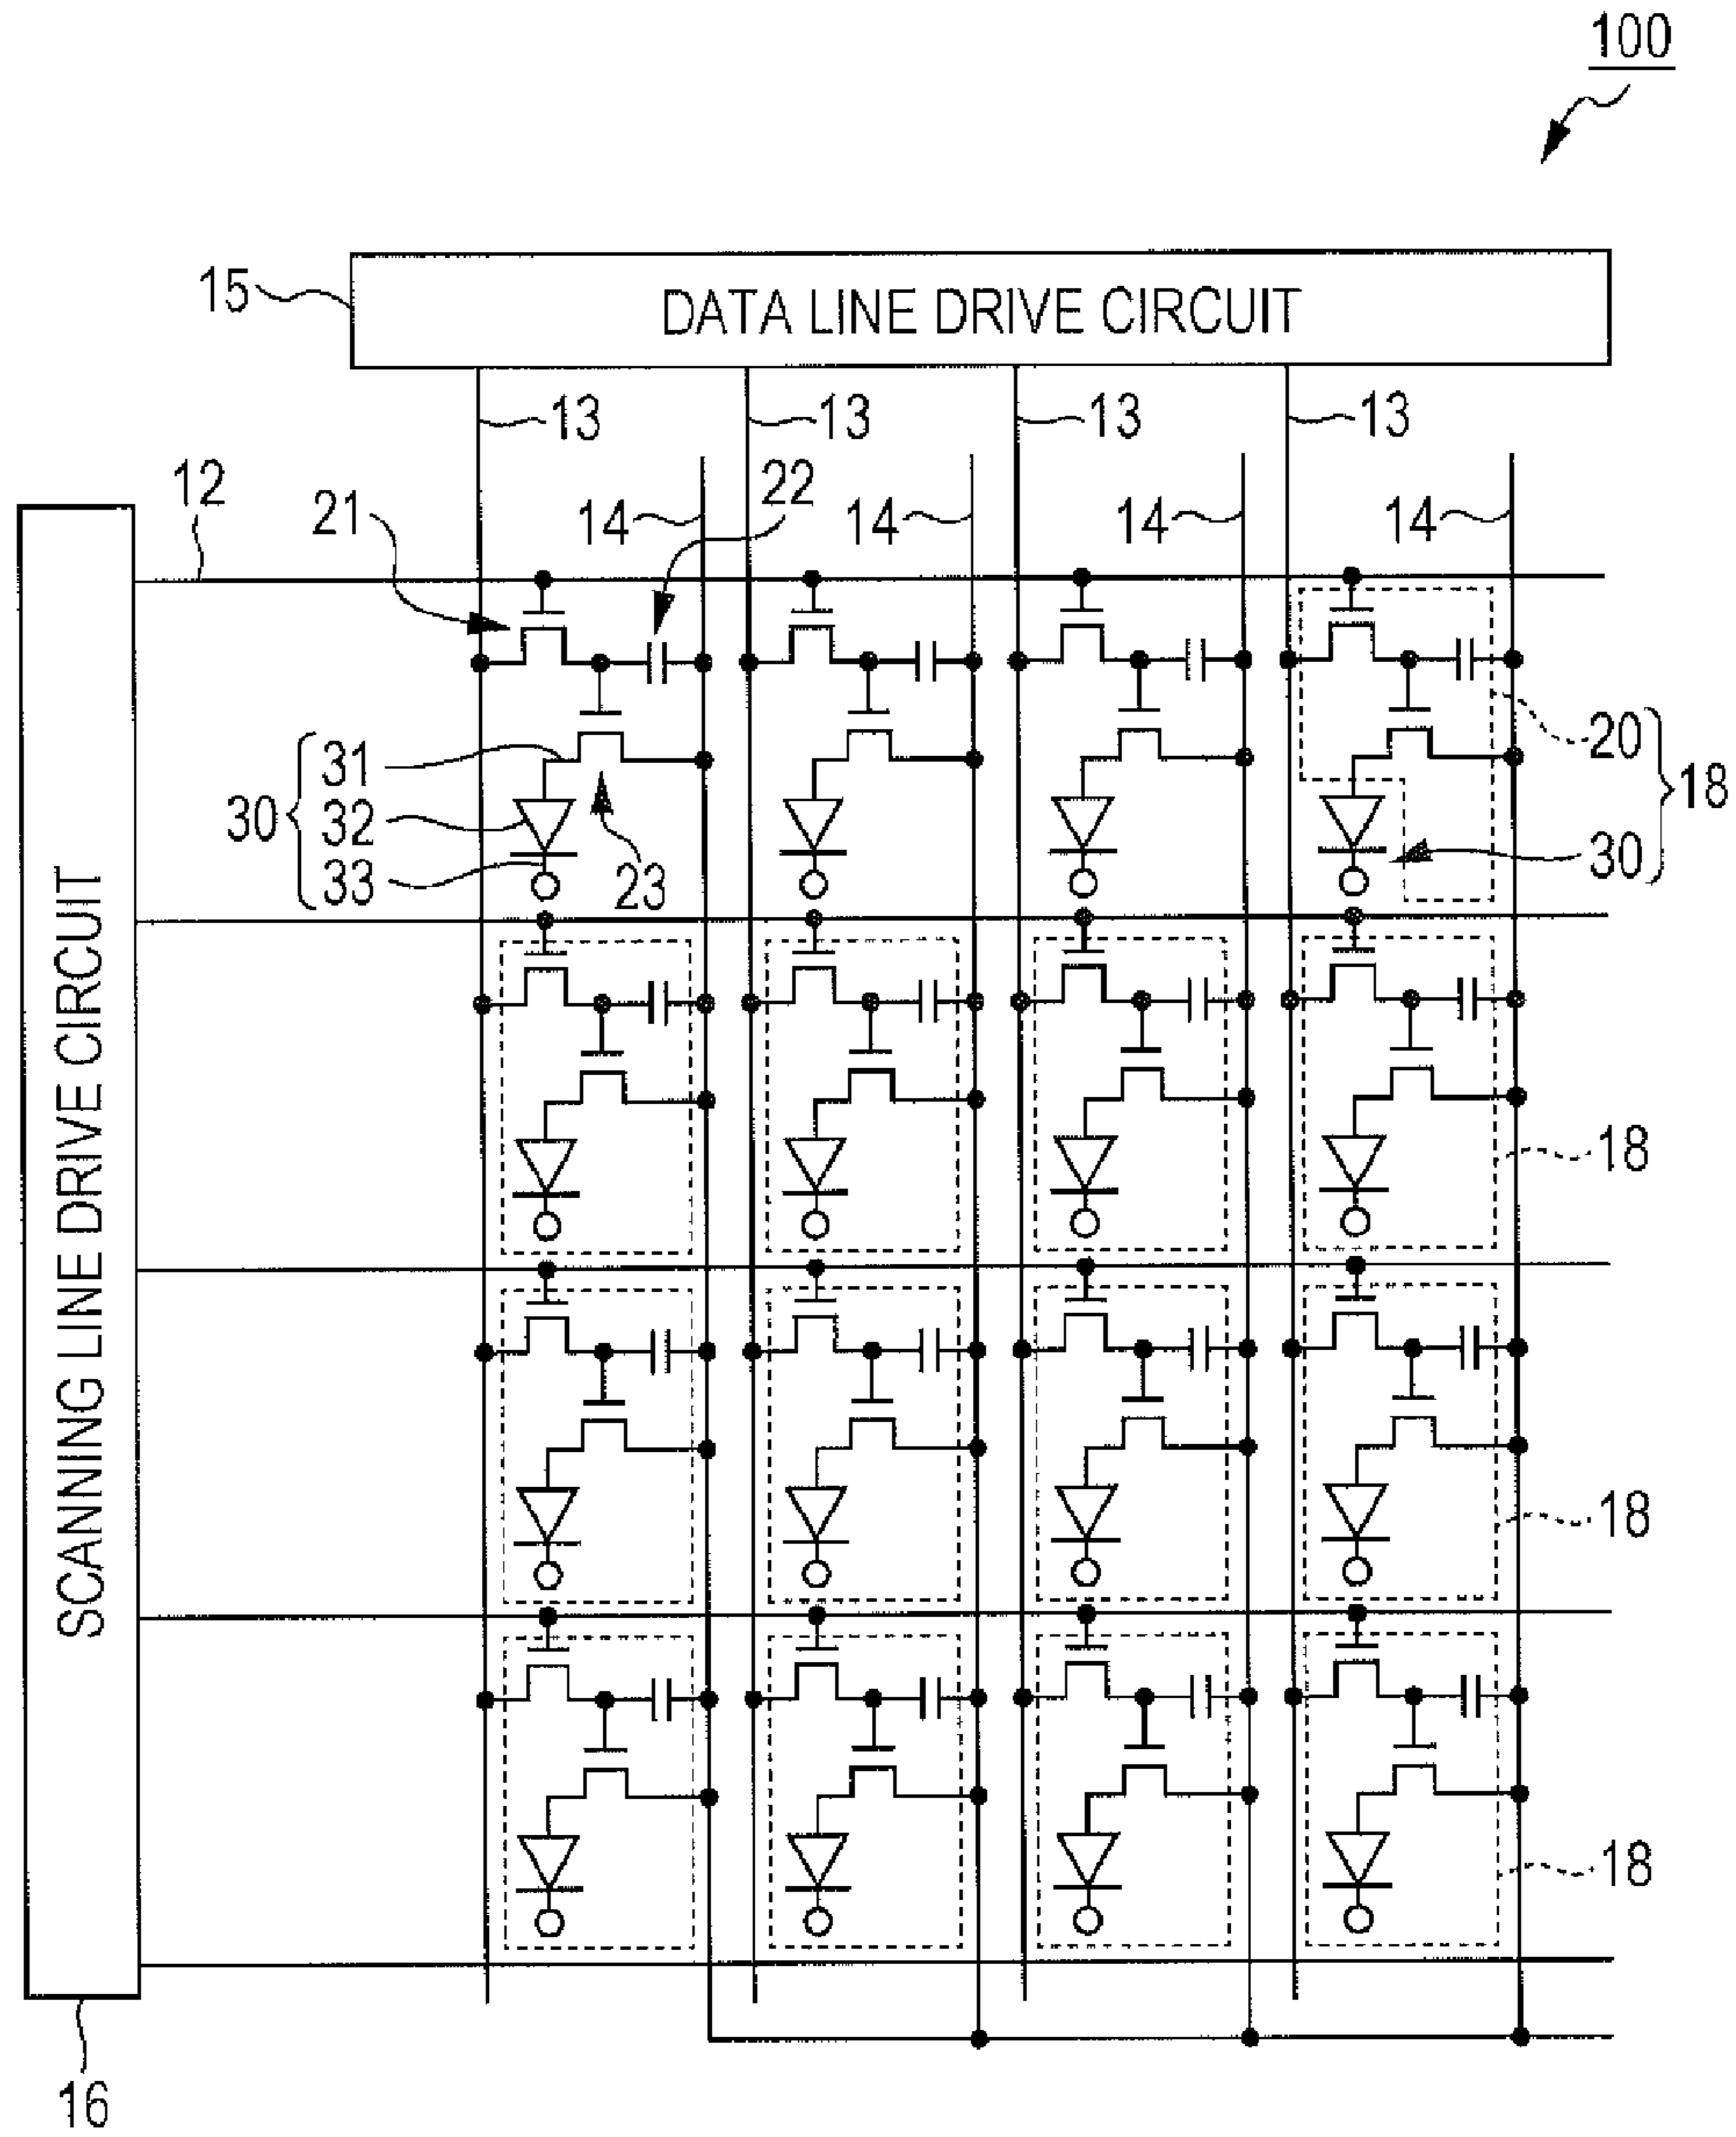 100
15
DATA LINE DRIVE CIRCUIT
13 13 13 13
12 21 14 22 14 14 14
30 31 32 33 23
20 30 18
SCANNING LINE DRIVE CIRCUIT
18
18
18
16